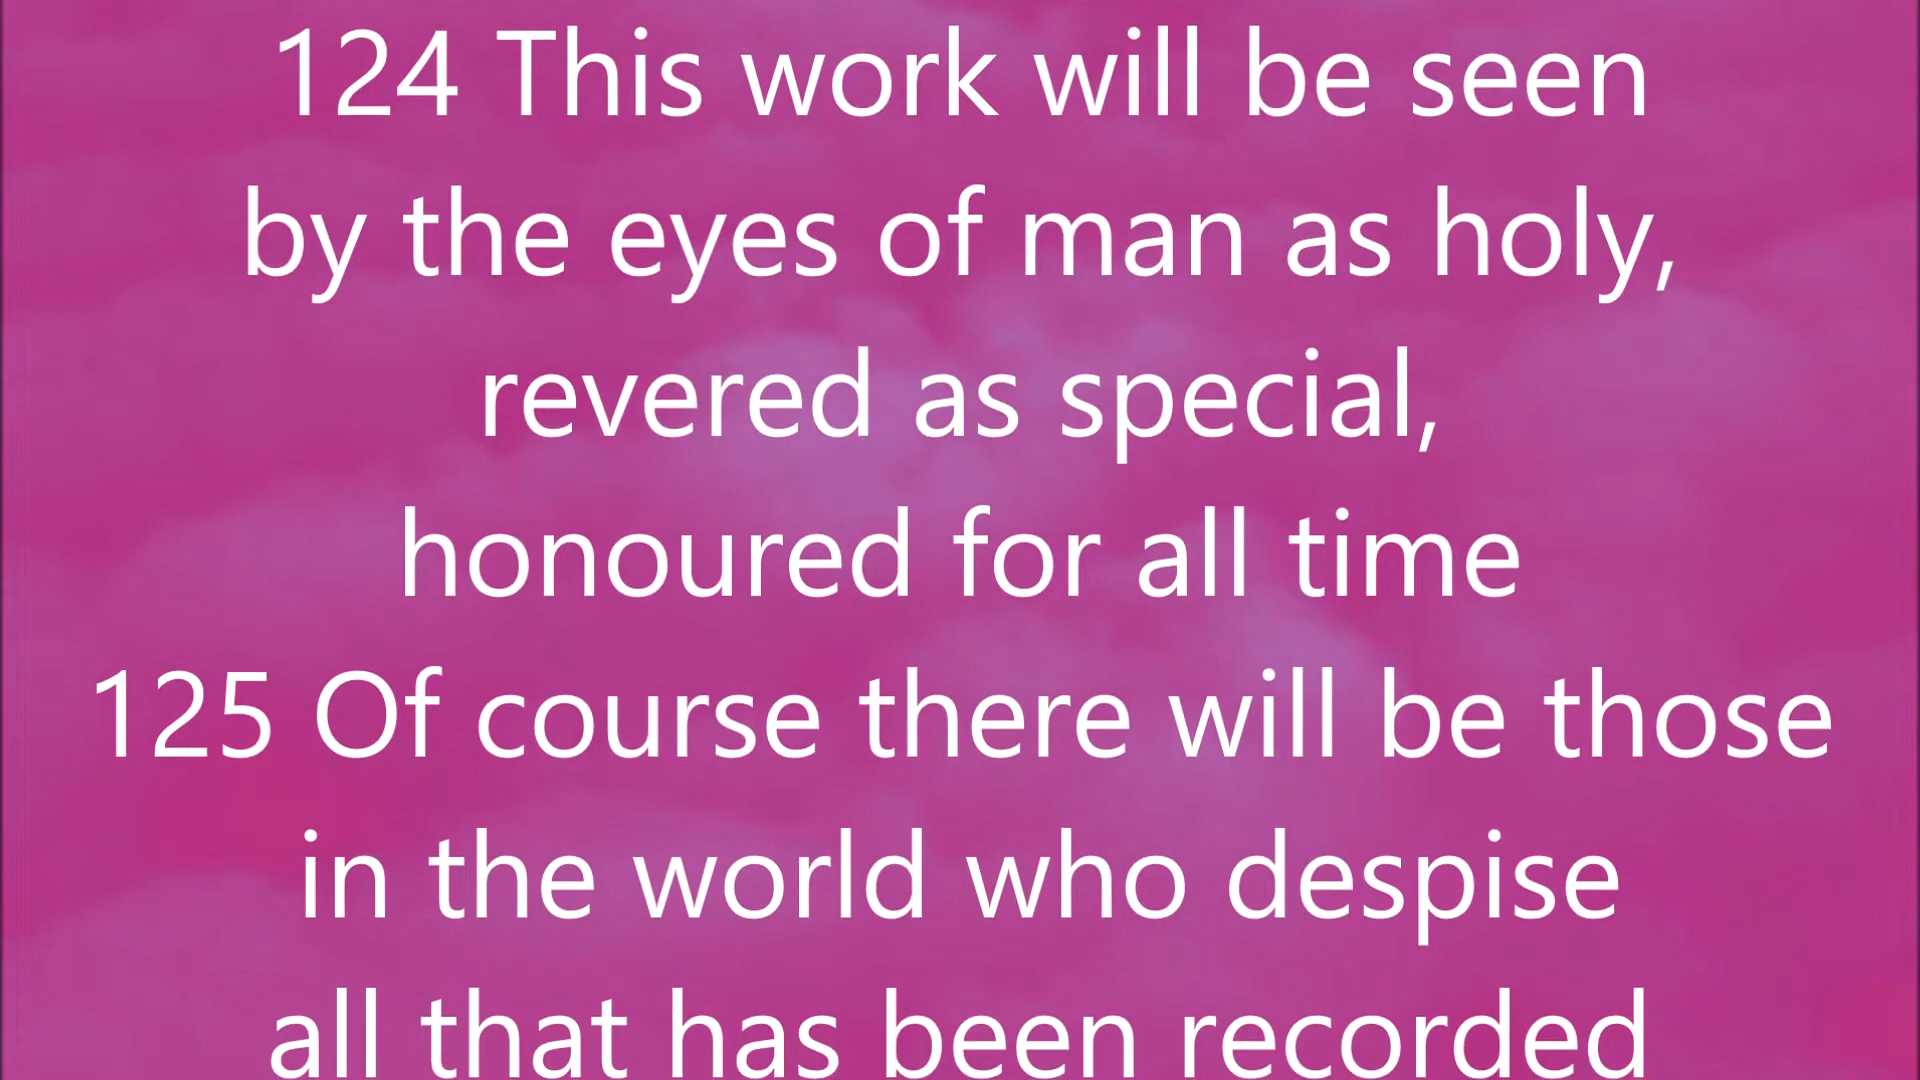 124 This work will be seen
by the eyes of man as holy,
revered as special,
honoured for all time
125 Of course there will be those
in the world who despise
all that has been recorded